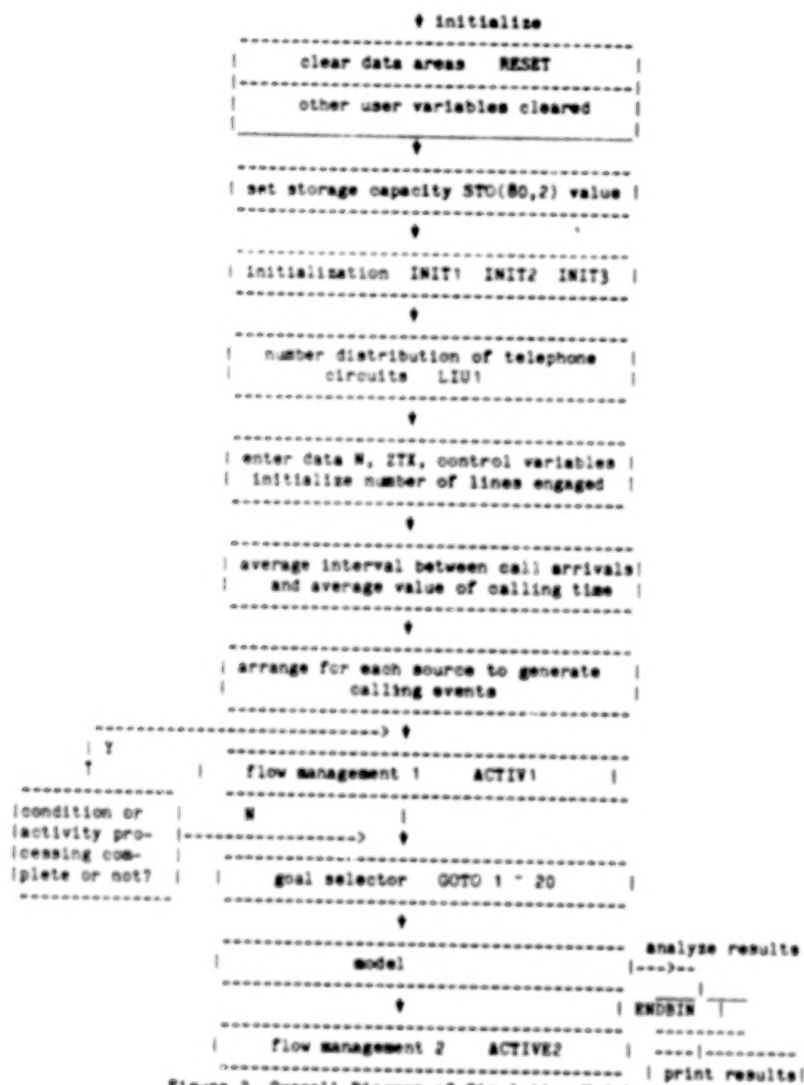 initialize
clear data areas RESET
other user variables cleared
set storage capacity STO(80,2) value
initialization INIT1 INIT2 INIT3
number distribution of telephone
circuits LIU1
enter data N, ZTK, control variables
initialize number of lines engaged
average interval between call arrivals
and average value of calling time
arrange for each source to generate
calling events
Y
flow management 1 ACTIV1
condition or
activity pro-
cessing com-
plete or not?
N
goal selector GOTO 1 ~ 20
model
analyze results
ENDBIN
flow management 2 ACTIVE2
print results
Overall Diagram of